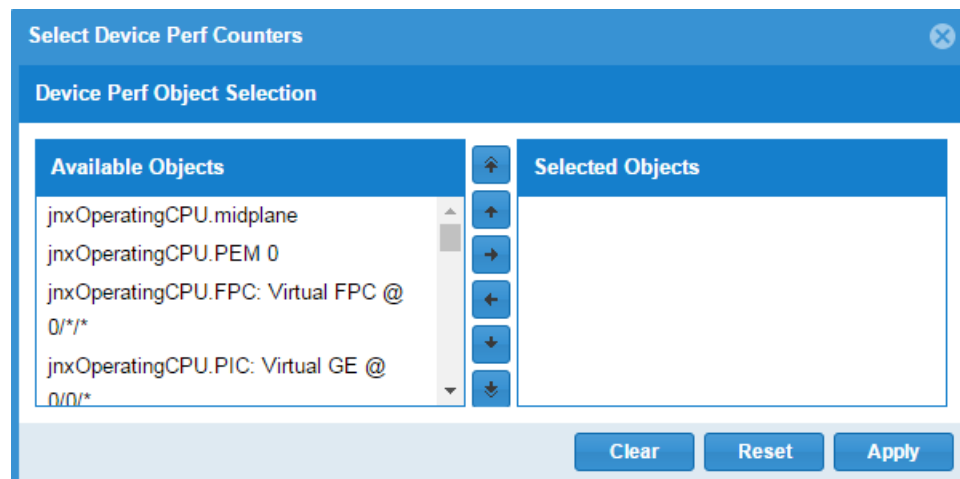 Select Device Perf Counters
Device Perf Object Selection
Available Objects
Selected Objects
jnxOperatingCPU.midplane
jnxOperatingCPU.PEM 0
jnxOperatingCPU.FPC: Virtual FPC @
0/*/*
jnxOperatingCPU.PIC: Virtual GE @
0/0/*
Clear
Reset
Apply